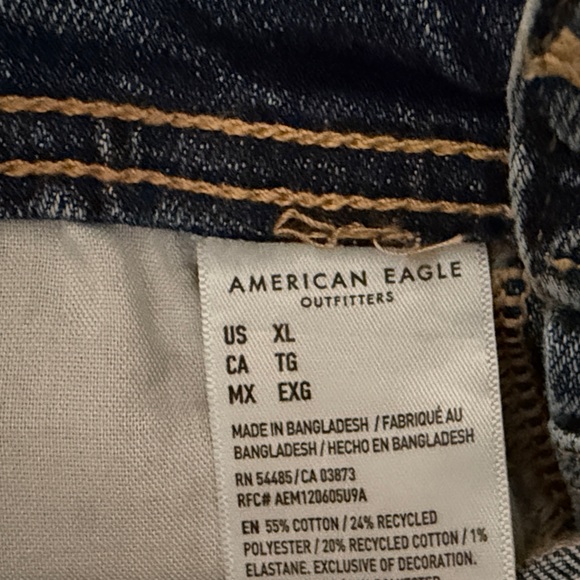 AMERICAN EAGLE
OUTFITTERS
US XL
CA TG
MX EXG
MADE IN BANGLADESH / FABRIQUÉ AU
BANGLADESH / HECHO EN BANGLADESH
RN 54485/CA 03873
RFC# AEM120605U9A
EN 55% COTTON / 24% RECYCLED
POLYESTER / 20% RECYCLED COTTON / 1%
ELASTANE. EXCLUSIVE OF DECORATION.